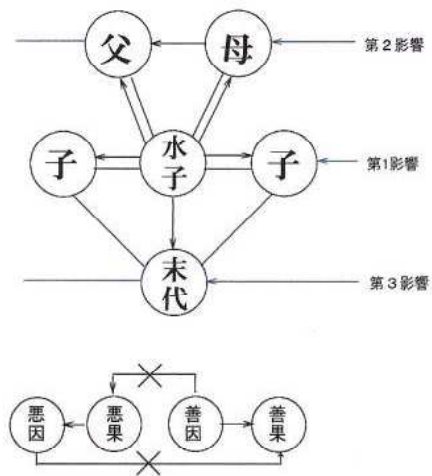 父 母 第2影響
子 水子 子 第1影響
末代 第3影響
悪因 悪果 善因 善果